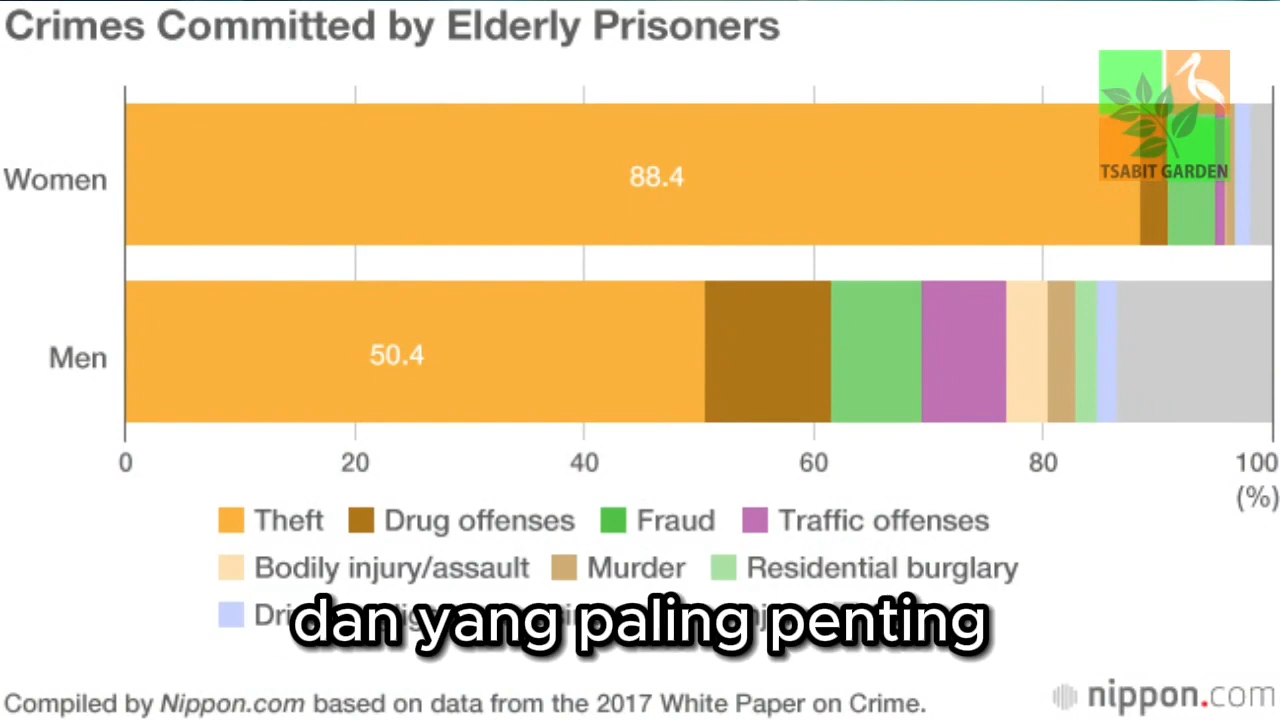 Crimes Committed by Elderly Prisoners
TSABIT GARDEN
Women
88.4
Men
50.4
0 20 40 60 80 100
(%)
Theft Drug offenses Fraud Traffic offenses
Bodily injury/assault Murder Residential burglary
dan yang paling penting
Compiled by Nippon.com based on data from the 2017 White Paper on Crime.
nippon.com